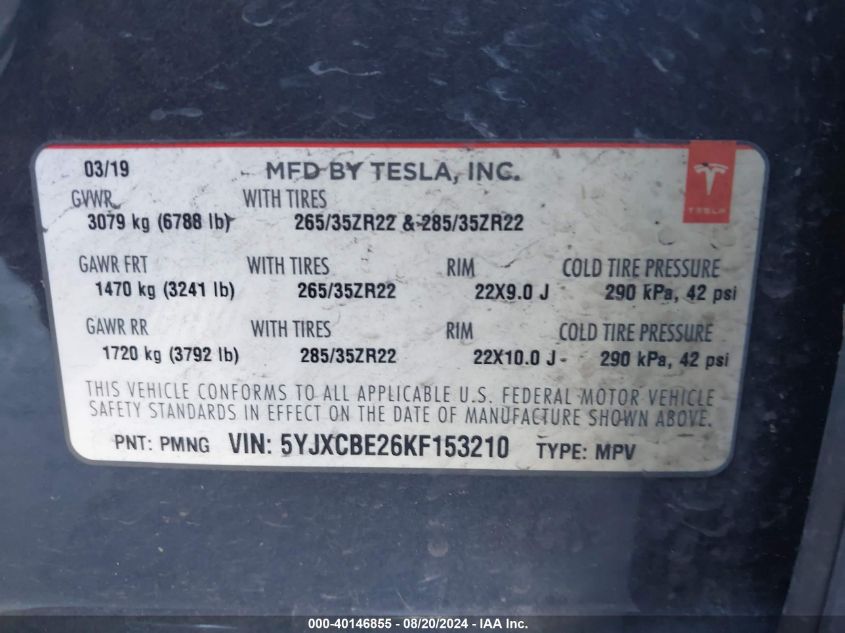 03/19 MFD BY TESLA, INC.
TESLA
GVWR WITH TIRES
3079 kg (6788 lb) 265/35ZR22 & 285/35ZR22
GAWR FRT WITH TIRES RIM COLD TIRE PRESSURE
1470 kg (3241 lb) 265/35ZR22 22X9.0 J 290 kPa, 42 psi
GAWR RR WITH TIRES RIM COLD TIRE PRESSURE
1720 kg (3792 lb) 285/35ZR22 22X10.0 J 290 kPa, 42 psi
THIS VEHICLE CONFORMS TO ALL APPLICABLE U.S. FEDERAL MOTOR VEHICLE
SAFETY STANDARDS IN EFFECT ON THE DATE OF MANUFACTURE SHOWN ABOVE.
PNT: PMNG VIN: 5YJXCBE26KF153210 TYPE: MPV
000-40146855 - 08/20/2024 - IAA Inc.